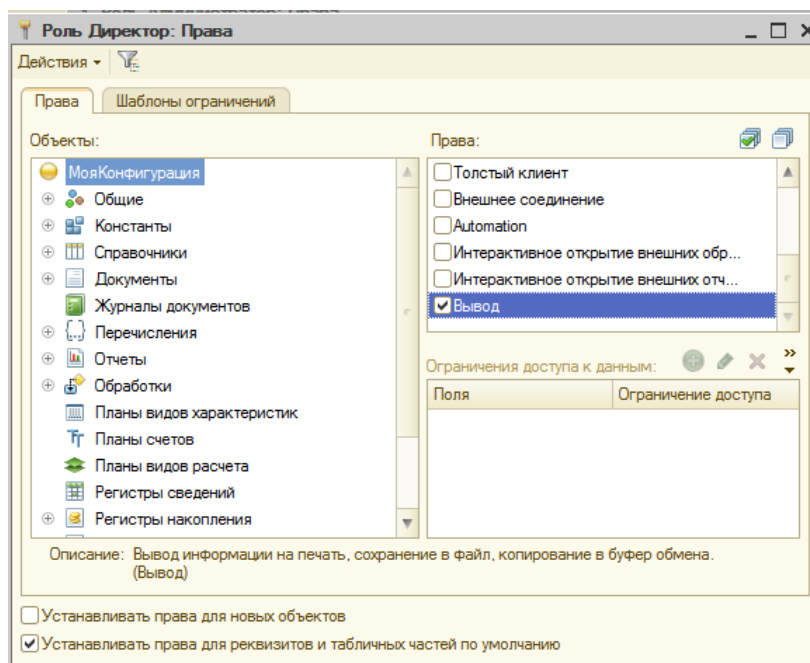 Роль Директор: Права
Действия
Права
Шаблоны ограничений
Объекты:
МояКонфигурация
Общие
Константы
Справочники
Документы
Журналы документов
Перечисления
Отчеты
Обработки
Планы видов характеристик
Планы счетов
Планы видов расчета
Регистры сведений
Регистры накопления
Права:
Толстый клиент
Внешнее соединение
Automation
Интерактивное открытие внешних обр...
Интерактивное открытие внешних отч...
Вывод
Ограничения доступа к данным:
Поля
Ограничение доступа
Описание: Вывод информации на печать, сохранение в файл, копирование в буфер обмена.
(Вывод)
Устанавливать права для новых объектов
Устанавливать права для реквизитов и табличных частей по умолчанию